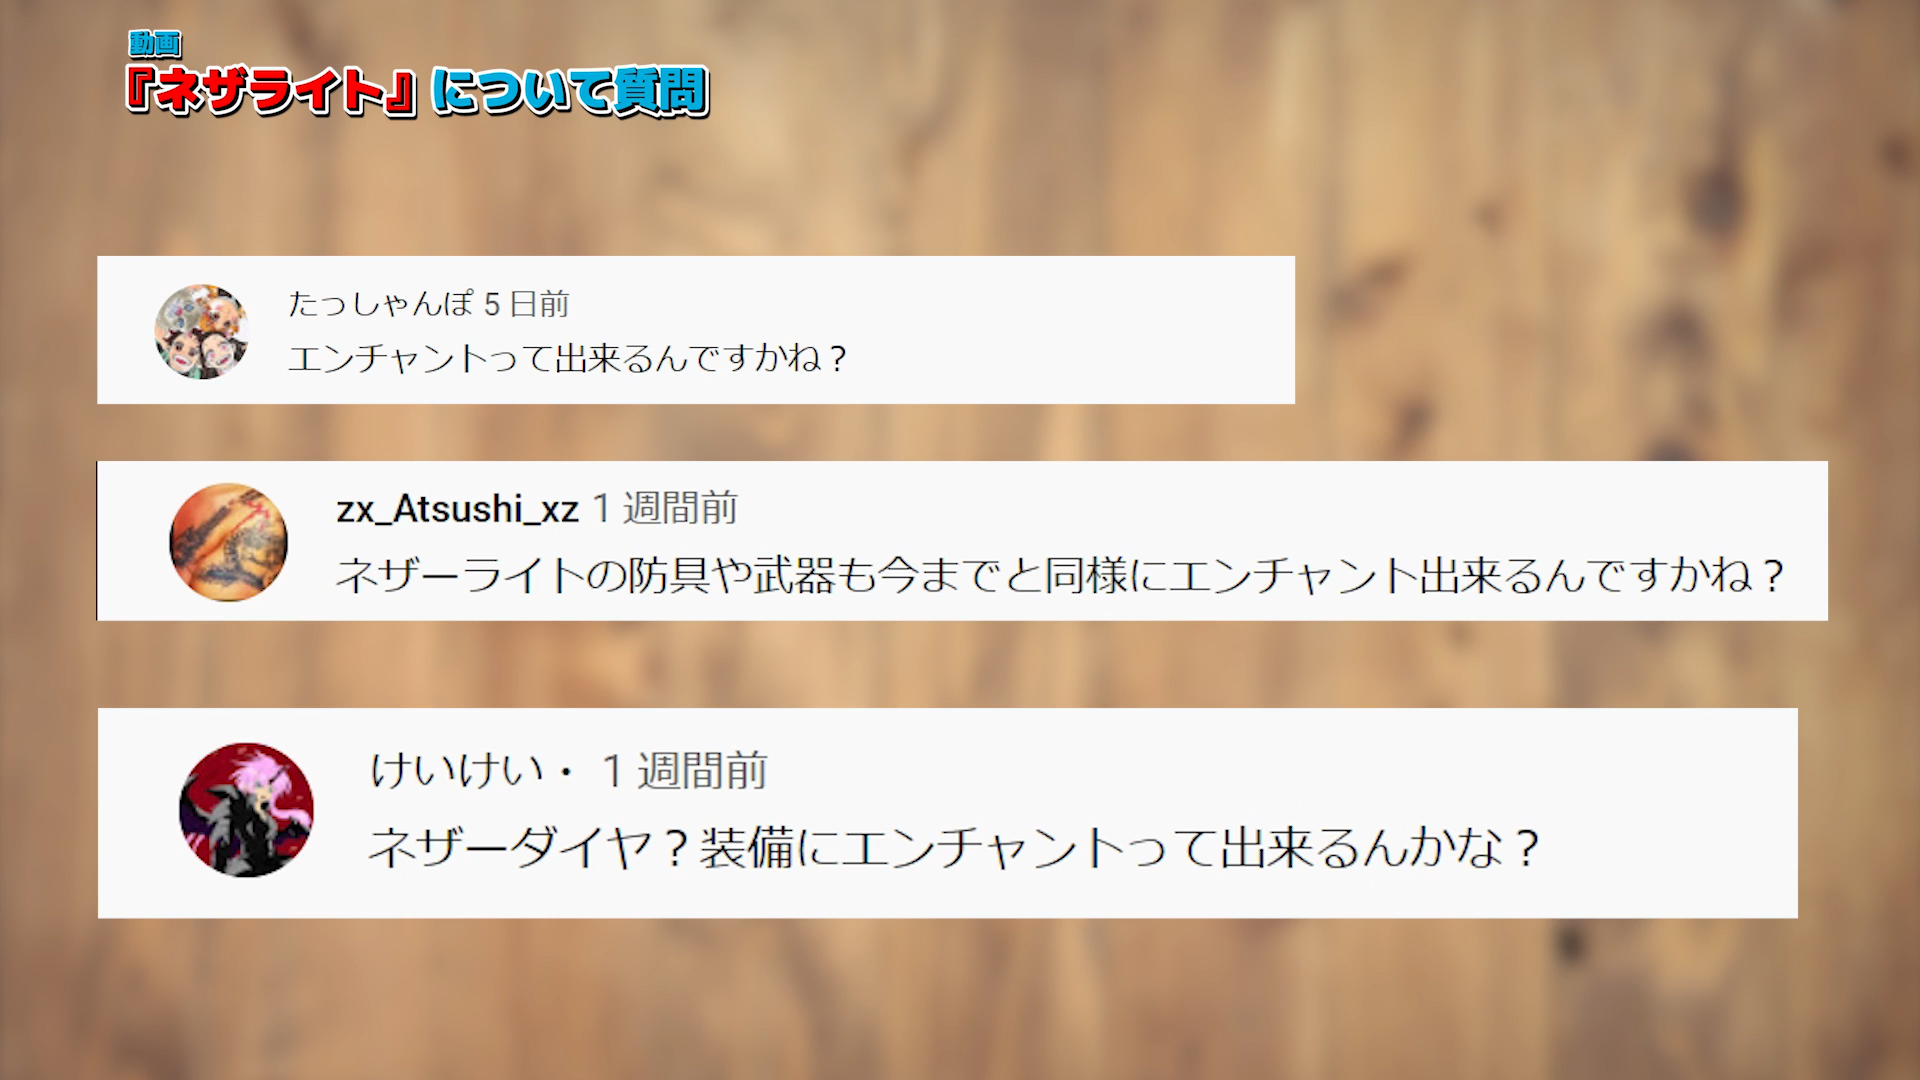 動画
『ネザライト』について質問
たっしゃんぽ 5 日前
エンチャントって出来るんですかね？
zx_Atsushi_xz 1 週間前
ネザーライトの防具や武器も今までと同様にエンチャント出来るんですかね？
けいけい・ 1 週間前
ネザーダイヤ？装備にエンチャントって出来るんかな？